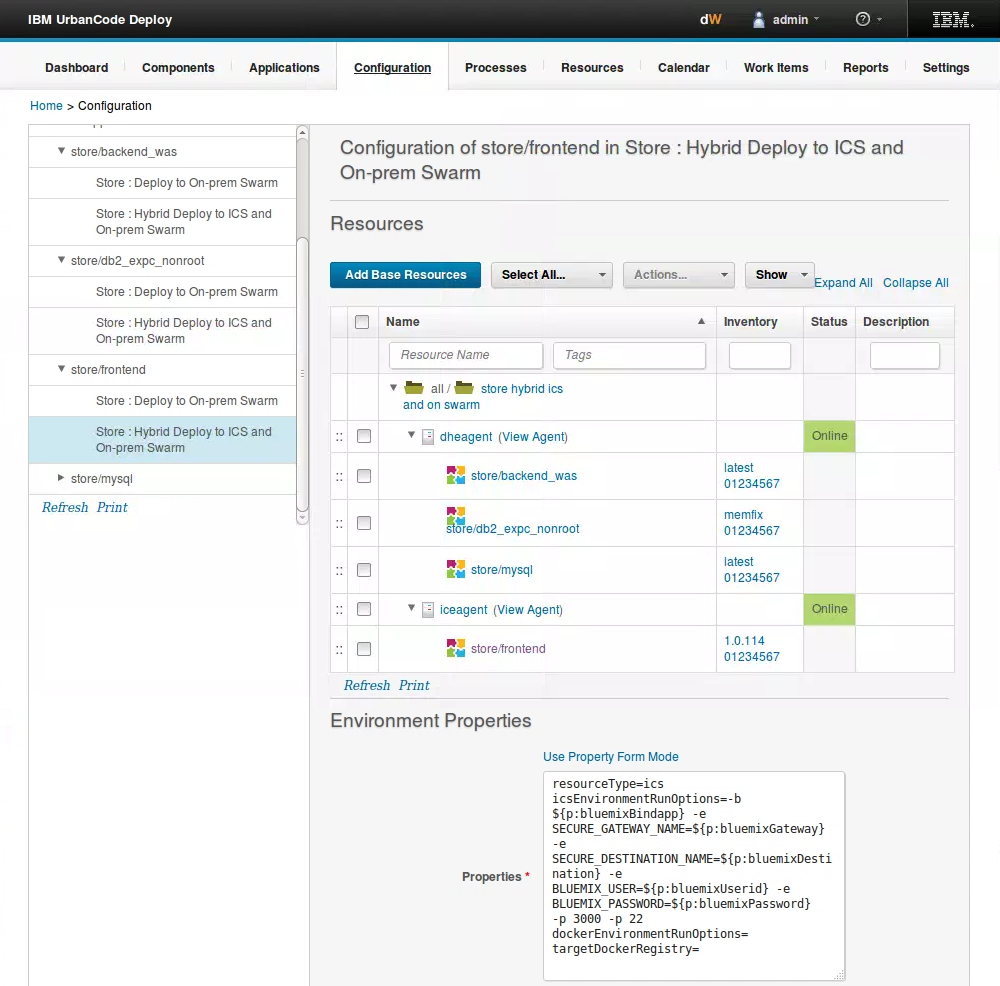 IBM UrbanCode Deploy
dW
admin
?
IBM.
Dashboard Components Applications Configuration Processes Resources Calendar Work Items Reports Settings
Home > Configuration
store/backend_was
Store : Deploy to On-prem Swarm
Store : Hybrid Deploy to ICS and
On-prem Swarm
store/db2_expc_nonroot
Store : Deploy to On-prem Swarm
Store : Hybrid Deploy to ICS and
On-prem Swarm
store/frontend
Store : Deploy to On-prem Swarm
Store : Hybrid Deploy to ICS and
On-prem Swarm
store/mysql
Refresh Print
Configuration of store/frontend in Store : Hybrid Deploy to ICS and
On-prem Swarm
Resources
Add Base Resources Select All... Actions... Show Expand All Collapse All
Name Inventory Status Description
Resource Name Tags
all / store hybrid ics
and on swarm
dheagent (View Agent) Online
store/backend_was latest
01234567
store/db2_expc_nonroot memfix
01234567
store/mysql latest
01234567
iceagent (View Agent) Online
store/frontend 1.0.114
01234567
Refresh Print
Environment Properties
Use Property Form Mode
Properties *
resourceType=ics
icsEnvironmentRunOptions=-b
${p:bluemixBindapp} -e
SECURE_GATEWAY_NAME=${p:bluemixGateway}
-e
SECURE_DESTINATION_NAME=${p:bluemixDesti
nation} -e
BLUEMIX_USER=${p:bluemixUserid} -e
BLUEMIX_PASSWORD=${p:bluemixPassword}
-p 3000 -p 22
dockerEnvironmentRunOptions=
targetDockerRegistry=